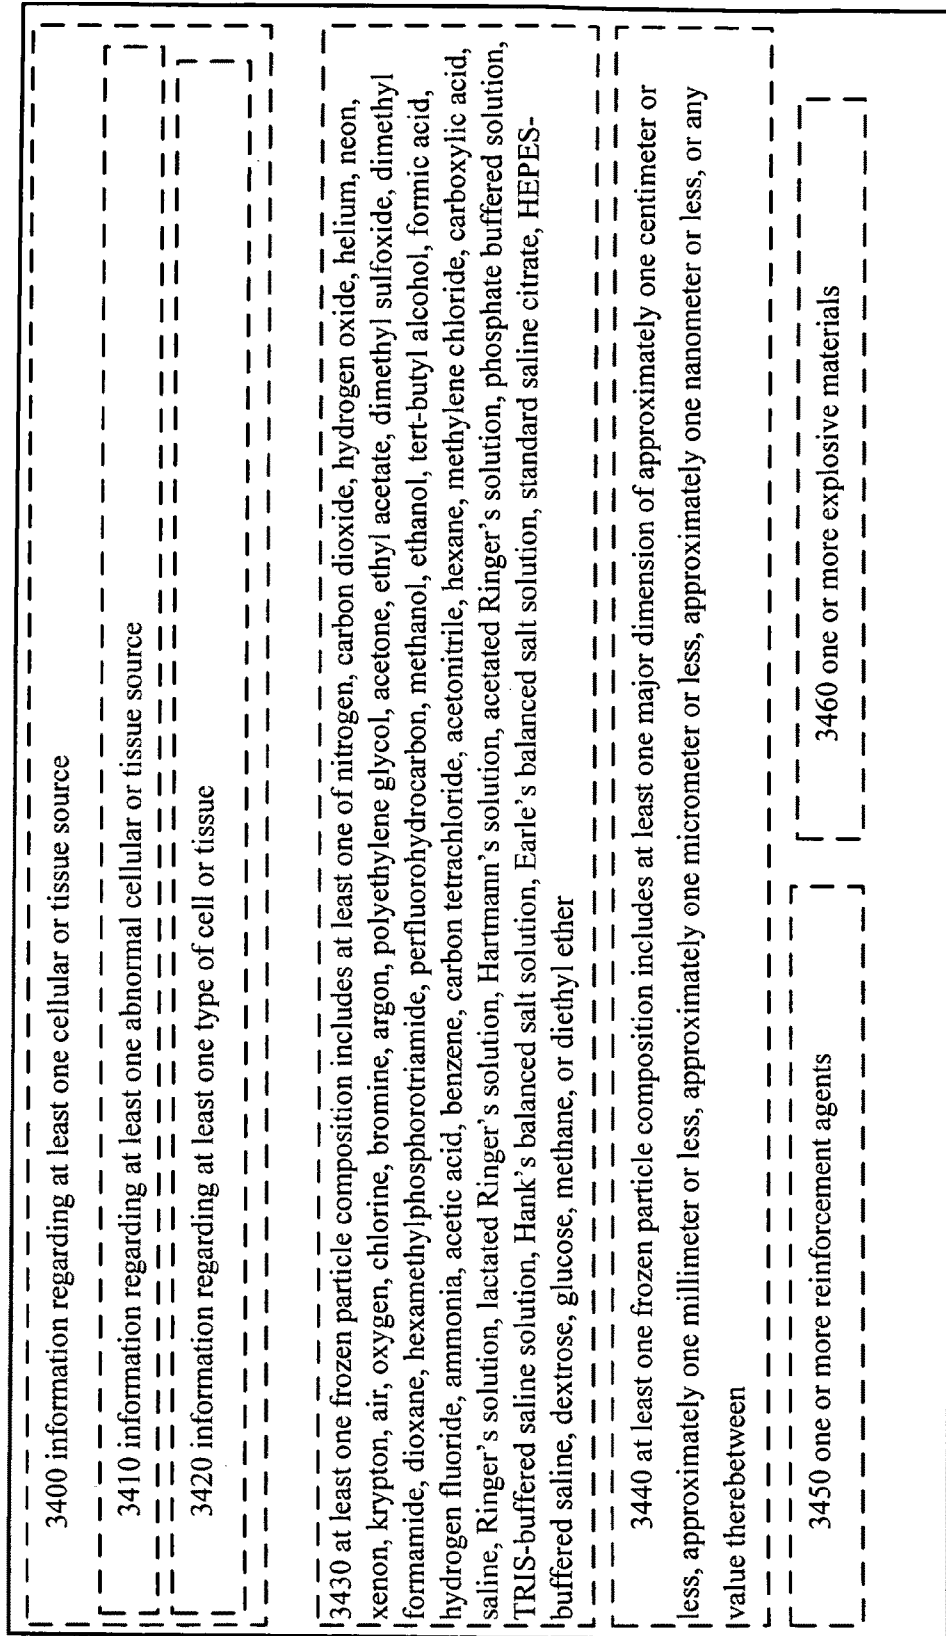 3400 information regarding at least one cellular or tissue source
3410 information regarding at least one abnormal cellular or tissue source
3420 information regarding at least one type of cell or tissue
3430 at least one frozen particle composition includes at least one of nitrogen, carbon dioxide, hydrogen oxide, helium, neon,
xenon, krypton, air, oxygen, chlorine, bromine, argon, polyethylene glycol, acetone, ethyl acetate, dimethyl sulfoxide, dimethyl
formamide, dioxane, hexamethylphosphorotriamide, perfluorohydrocarbon, methanol, ethanol, tert-butyl alcohol, formic acid,
hydrogen fluoride, ammonia, acetic acid, benzene, carbon tetrachloride, acetonitrile, hexane, methylene chloride, carboxylic acid,
saline, Ringer's solution, lactated Ringer's solution, Hartmann's solution, acetated Ringer's solution, phosphate buffered solution,
TRIS-buffered saline solution, Hank's balanced salt solution, Earle's balanced salt solution, standard saline citrate, HEPES-
buffered saline, dextrose, glucose, methane, or diethyl ether
3440 at least one frozen particle composition includes at least one major dimension of approximately one centimeter or
less, approximately one millimeter or less, approximately one micrometer or less, approximately one nanometer or less, or any
value therebetween
3450 one or more reinforcement agents
3460 one or more explosive materials